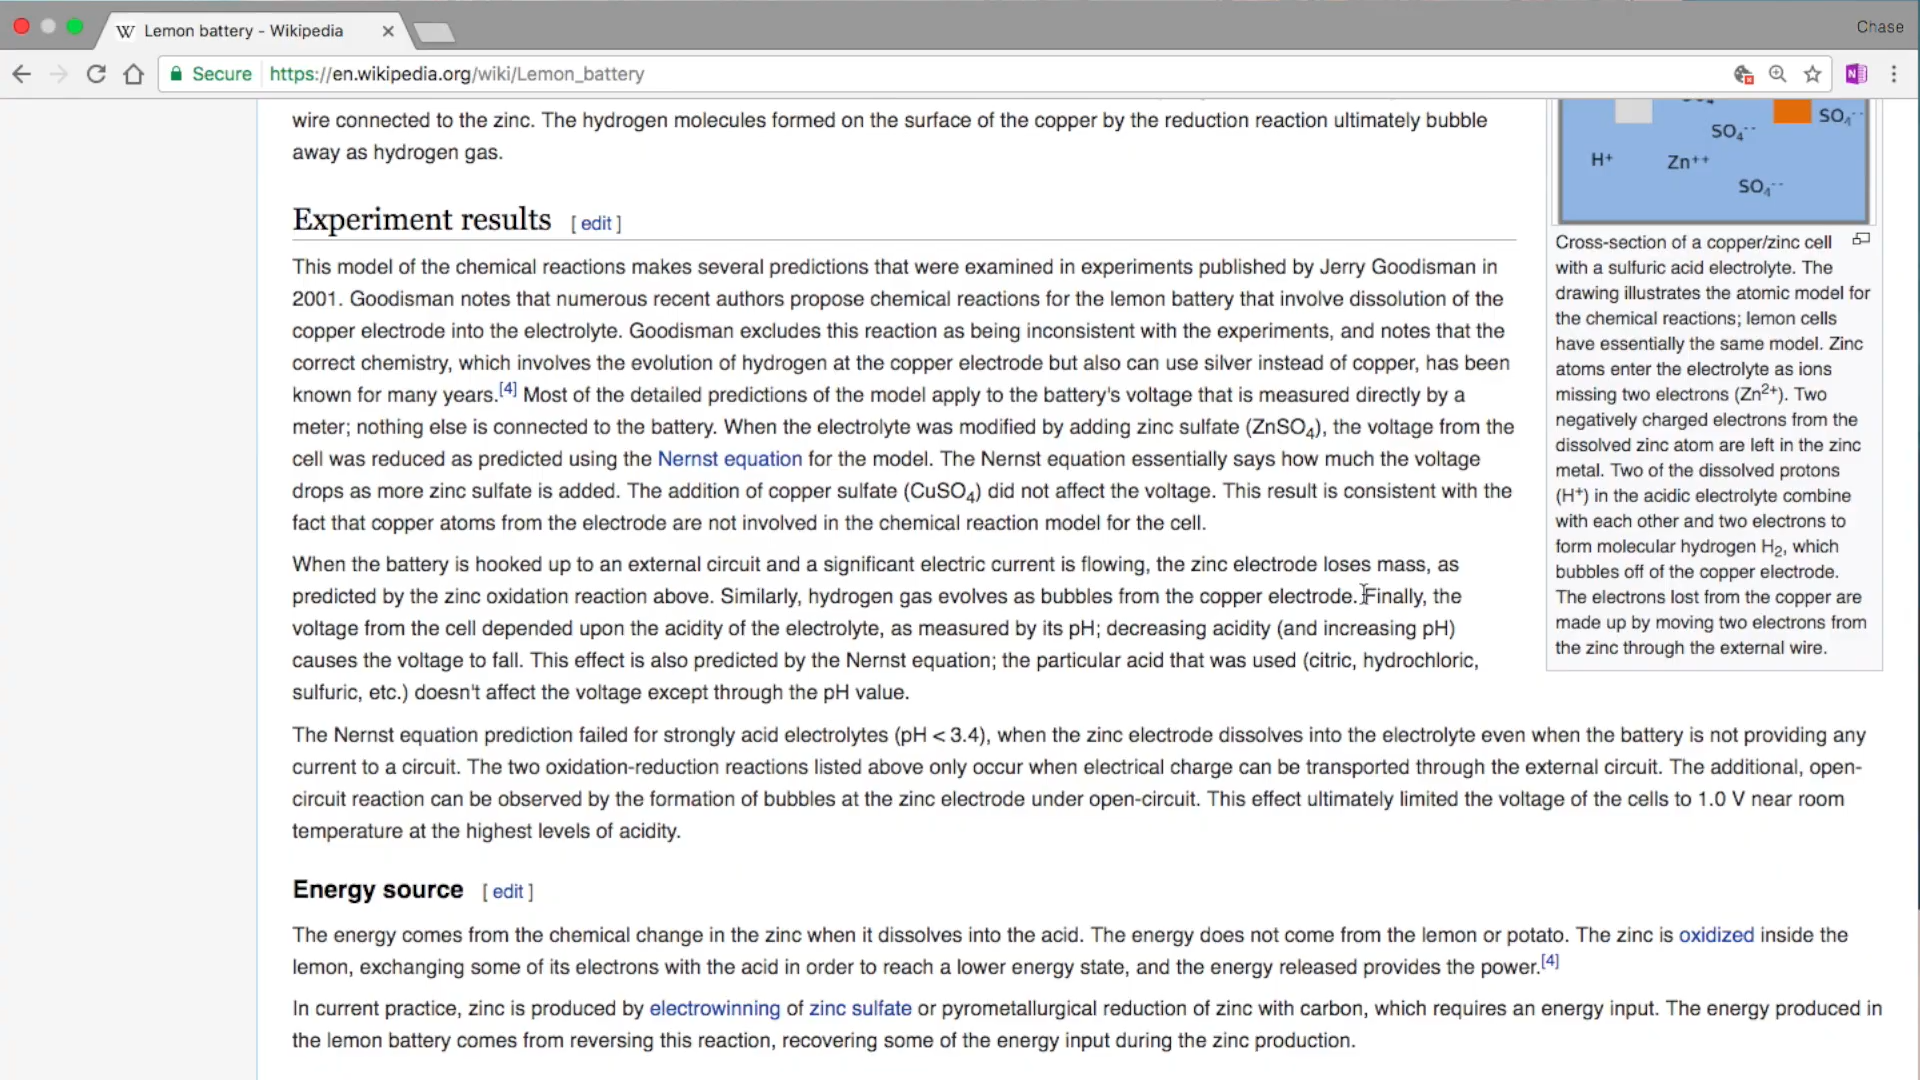 Chase
W Lemon battery - Wikipedia
Secure https://en.wikipedia.org/wiki/Lemon_battery
wire connected to the zinc. The hydrogen molecules formed on the surface of the copper by the reduction reaction ultimately bubble
away as hydrogen gas.
Experiment results [ edit ]
This model of the chemical reactions makes several predictions that were examined in experiments published by Jerry Goodisman in
2001. Goodisman notes that numerous recent authors propose chemical reactions for the lemon battery that involve dissolution of the
copper electrode into the electrolyte. Goodisman excludes this reaction as being inconsistent with the experiments, and notes that the
correct chemistry, which involves the evolution of hydrogen at the copper electrode but also can use silver instead of copper, has been
known for many years.[4] Most of the detailed predictions of the model apply to the battery's voltage that is measured directly by a
meter; nothing else is connected to the battery. When the electrolyte was modified by adding zinc sulfate (ZnSO₄), the voltage from the
cell was reduced as predicted using the Nernst equation for the model. The Nernst equation essentially says how much the voltage
drops as more zinc sulfate is added. The addition of copper sulfate (CuSO₄) did not affect the voltage. This result is consistent with the
fact that copper atoms from the electrode are not involved in the chemical reaction model for the cell.
When the battery is hooked up to an external circuit and a significant electric current is flowing, the zinc electrode loses mass, as
predicted by the zinc oxidation reaction above. Similarly, hydrogen gas evolves as bubbles from the copper electrode. Finally, the
voltage from the cell depended upon the acidity of the electrolyte, as measured by its pH; decreasing acidity (and increasing pH)
causes the voltage to fall. This effect is also predicted by the Nernst equation; the particular acid that was used (citric, hydrochloric,
sulfuric, etc.) doesn't affect the voltage except through the pH value.
The Nernst equation prediction failed for strongly acid electrolytes (pH < 3.4), when the zinc electrode dissolves into the electrolyte even when the battery is not providing any
current to a circuit. The two oxidation-reduction reactions listed above only occur when electrical charge can be transported through the external circuit. The additional, open-
circuit reaction can be observed by the formation of bubbles at the zinc electrode under open-circuit. This effect ultimately limited the voltage of the cells to 1.0 V near room
temperature at the highest levels of acidity.
Energy source [ edit ]
The energy comes from the chemical change in the zinc when it dissolves into the acid. The energy does not come from the lemon or potato. The zinc is oxidized inside the
lemon, exchanging some of its electrons with the acid in order to reach a lower energy state, and the energy released provides the power.[4]
In current practice, zinc is produced by electrowinning of zinc sulfate or pyrometallurgical reduction of zinc with carbon, which requires an energy input. The energy produced in
the lemon battery comes from reversing this reaction, recovering some of the energy input during the zinc production.
SO₄--
SO₄--
H+ Zn++
SO₄--
Cross-section of a copper/zinc cell
with a sulfuric acid electrolyte. The
drawing illustrates the atomic model for
the chemical reactions; lemon cells
have essentially the same model. Zinc
atoms enter the electrolyte as ions
missing two electrons (Zn²⁺). Two
negatively charged electrons from the
dissolved zinc atom are left in the zinc
metal. Two of the dissolved protons
(H⁺) in the acidic electrolyte combine
with each other and two electrons to
form molecular hydrogen H₂, which
bubbles off of the copper electrode.
The electrons lost from the copper are
made up by moving two electrons from
the zinc through the external wire.